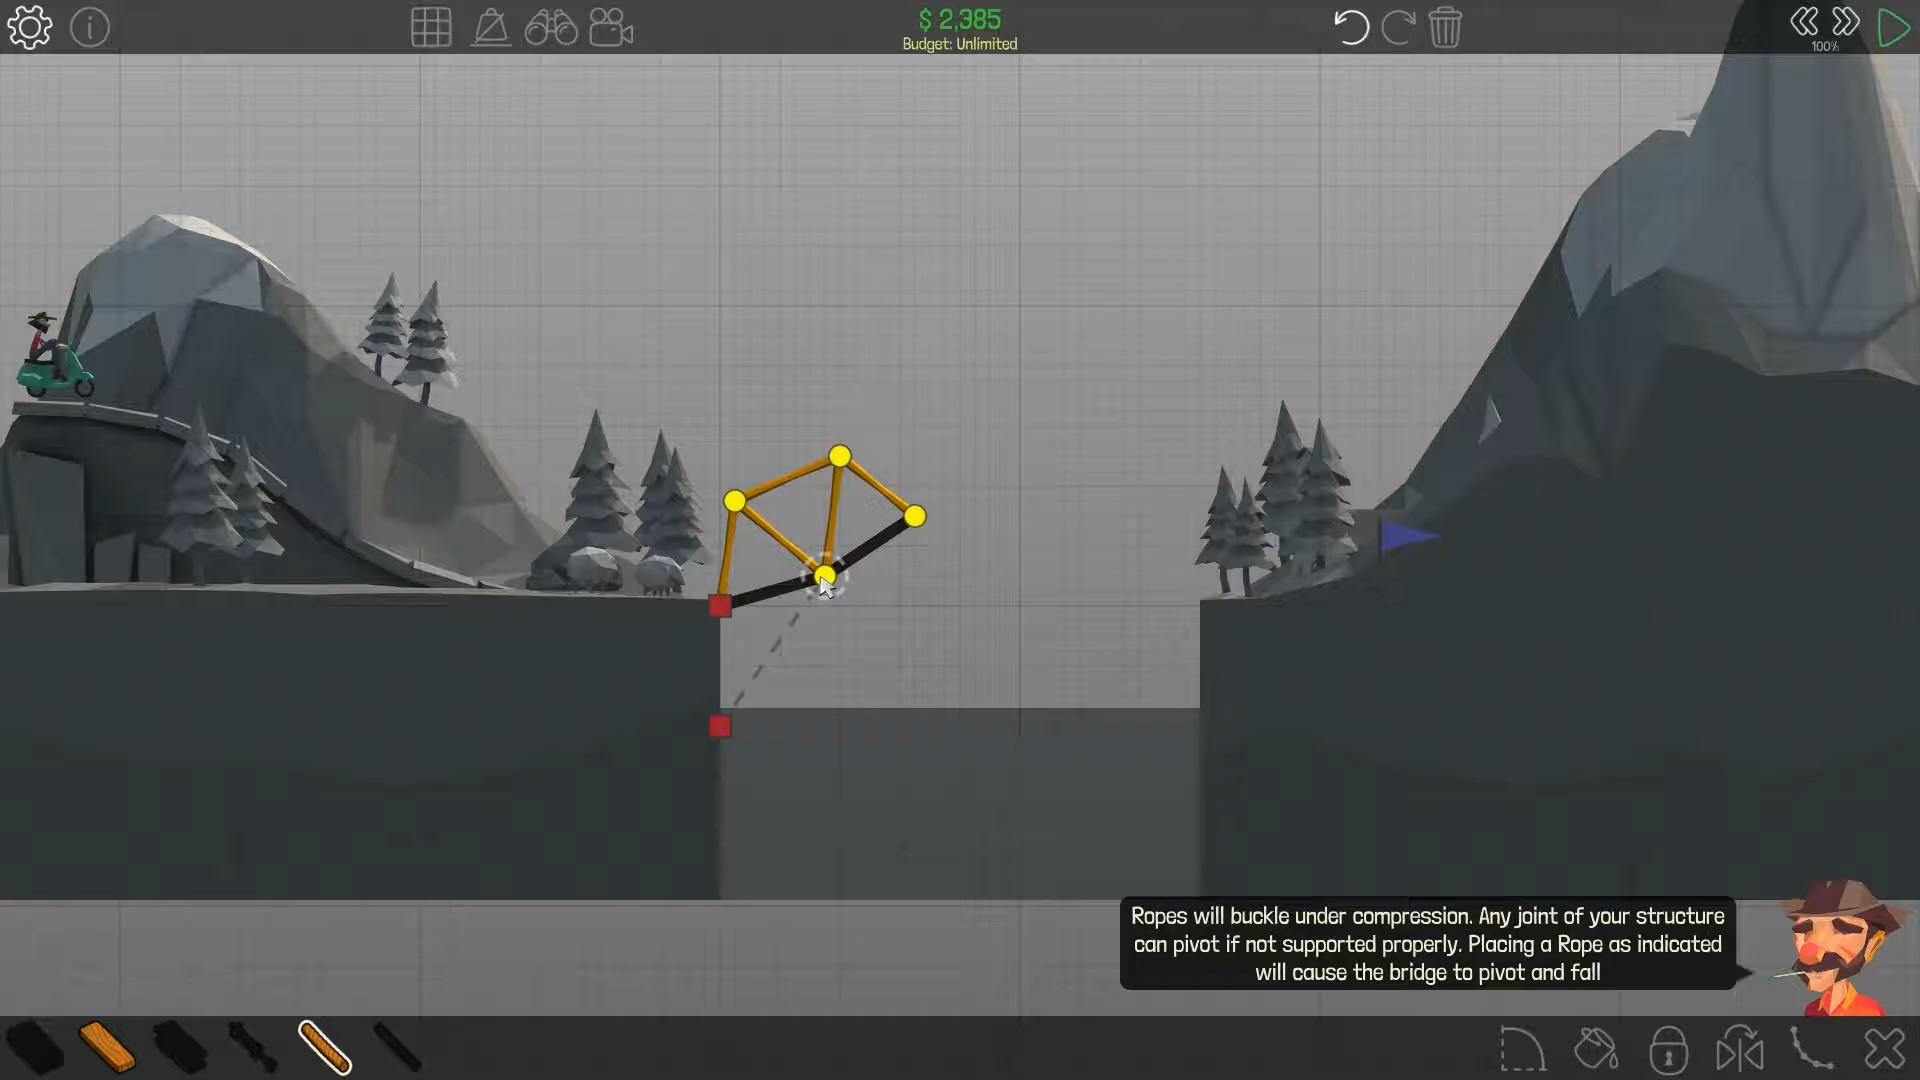 $ 2,385
Budget: Unlimited
100%
Ropes will buckle under compression. Any joint of your structure
can pivot if not supported properly. Placing a Rope as indicated
will cause the bridge to pivot and fall